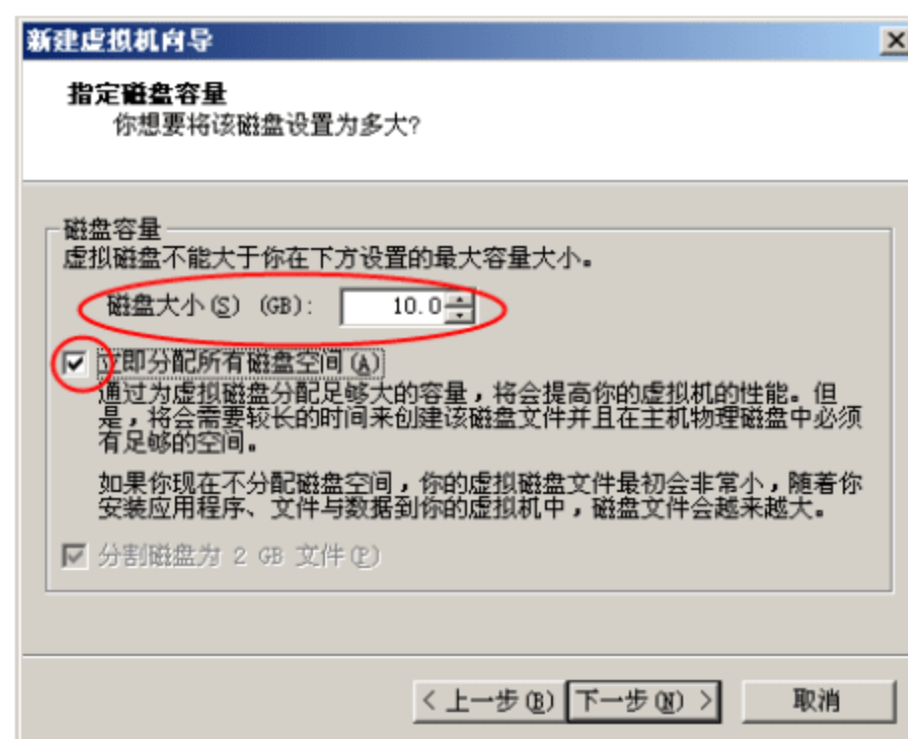 新建虚拟机向导
指定磁盘容量
你想要将该磁盘设置为多大?
磁盘容量
虚拟磁盘不能大于你在下方设置的最大容量大小。
磁盘大小(S) (GB): 10.0
立即分配所有磁盘空间(A)
通过为虚拟磁盘分配足够大的容量，将会提高你的虚拟机的性能。但
是，将会需要较长的时间来创建该磁盘文件并且在主机物理磁盘中必须
有足够的空间。
如果你现在不分配磁盘空间，你的虚拟磁盘文件最初会非常小，随着你
安装应用程序、文件与数据到你的虚拟机中，磁盘文件会越来越大。
分割磁盘为 2 GB 文件(P)
< 上一步(B) 下一步(N) > 取消